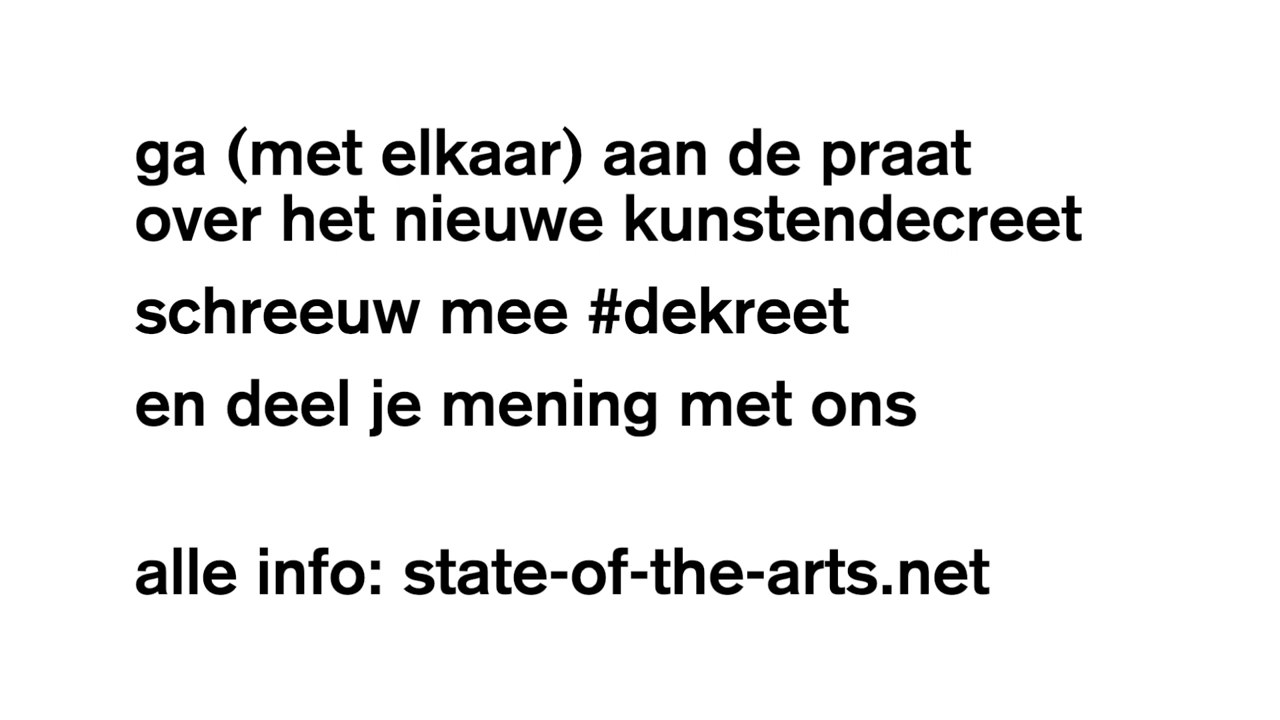 ga (met elkaar) aan de praat
over het nieuwe kunstendecreet
schreeuw mee #dekreet
en deel je mening met ons
alle info: state-of-the-arts.net